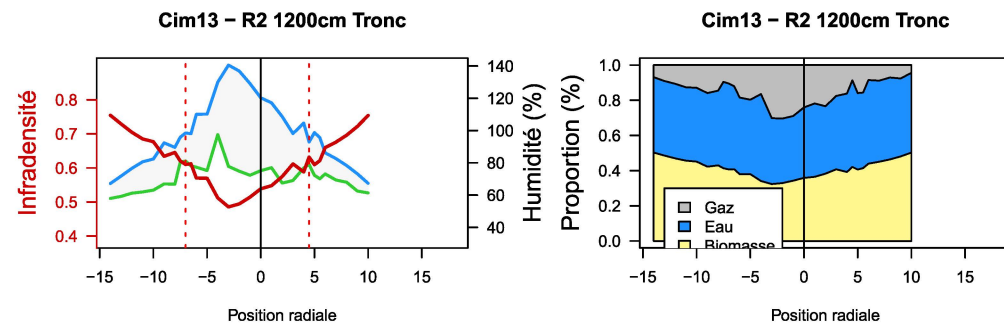 Cim13 − R2 1200cm Tronc
Infradensité
0.8
0.7
0.6
0.5
0.4
140
120
100
80
60
40
Humidité (%)
−15 −10 −5 0 5 10 15
Position radiale
Cim13 − R2 1200cm Tronc
Proportion (%)
1.0
0.8
0.6
0.4
0.2
0.0
Gaz
Eau
Biomasse
−15 −10 −5 0 5 10 15
Position radiale